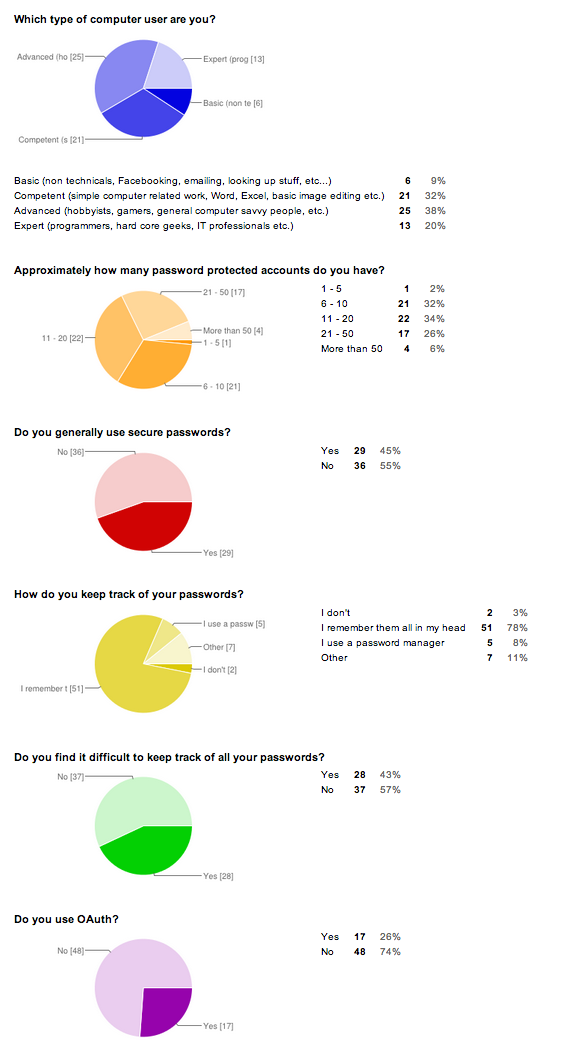 Which type of computer user are you?
Advanced (ho [25]
Expert (prog [13]
Basic (non te [6]
Competent (s [21]
Basic (non technicals, Facebooking, emailing, looking up stuff, etc...) 6 9%
Competent (simple computer related work, Word, Excel, basic image editing etc.) 21 32%
Advanced (hobbyists, gamers, general computer savvy people, etc.) 25 38%
Expert (programmers, hard core geeks, IT professionals etc.) 13 20%
Approximately how many password protected accounts do you have?
21 - 50 [17]
More than 50 [4]
11 - 20 [22]
1 - 5 [1]
6 - 10 [21]
1 - 5 1 2%
6 - 10 21 32%
11 - 20 22 34%
21 - 50 17 26%
More than 50 4 6%
Do you generally use secure passwords?
No [36]
Yes [29]
Yes 29 45%
No 36 55%
How do you keep track of your passwords?
I use a passw [5]
Other [7]
I don't [2]
I remember t [51]
I don't 2 3%
I remember them all in my head 51 78%
I use a password manager 5 8%
Other 7 11%
Do you find it difficult to keep track of all your passwords?
No [37]
Yes [28]
Yes 28 43%
No 37 57%
Do you use OAuth?
No [48]
Yes [17]
Yes 17 26%
No 48 74%